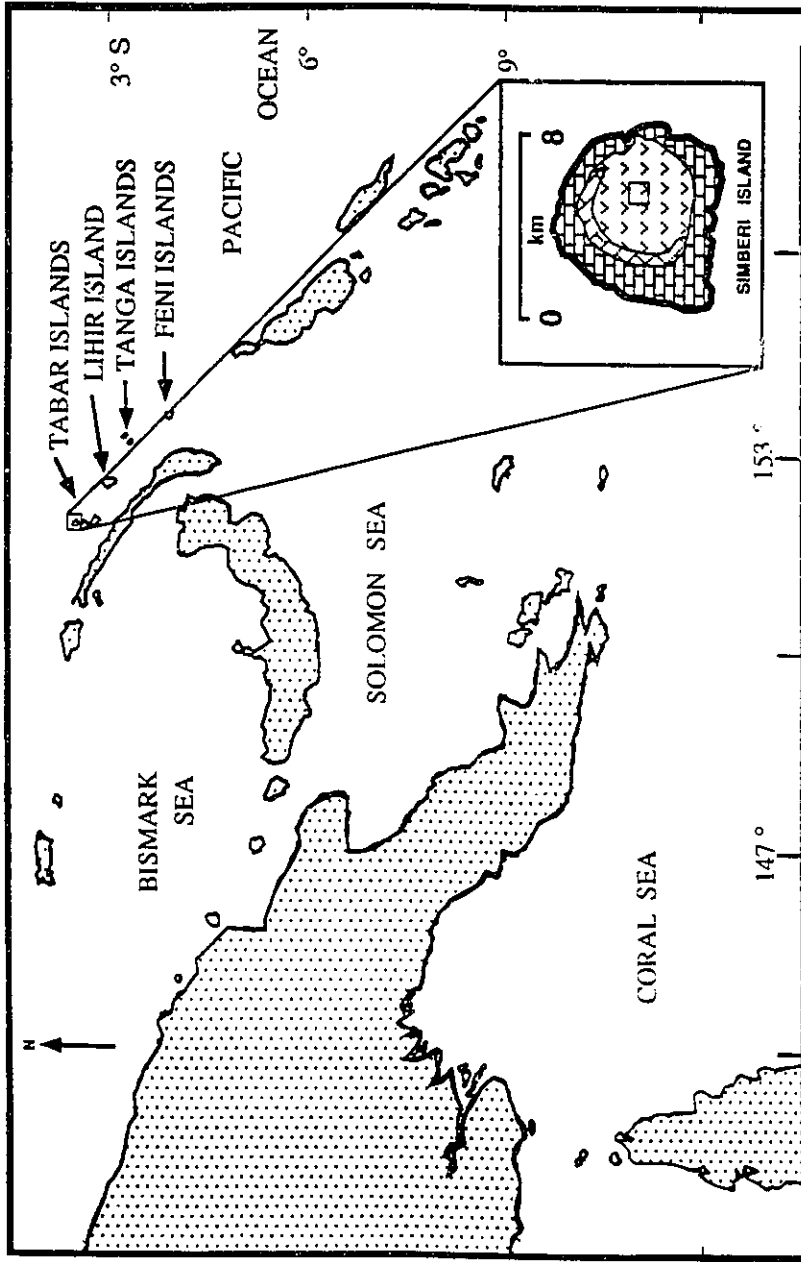 N
TABAR ISLANDS
LIHIR ISLAND
TANGA ISLANDS
FENI ISLANDS
3° S
6°
9°
PACIFIC
OCEAN
BISMARK
SEA
SOLOMON SEA
CORAL SEA
km
0 8
SIMBERI ISLAND
147°
153°